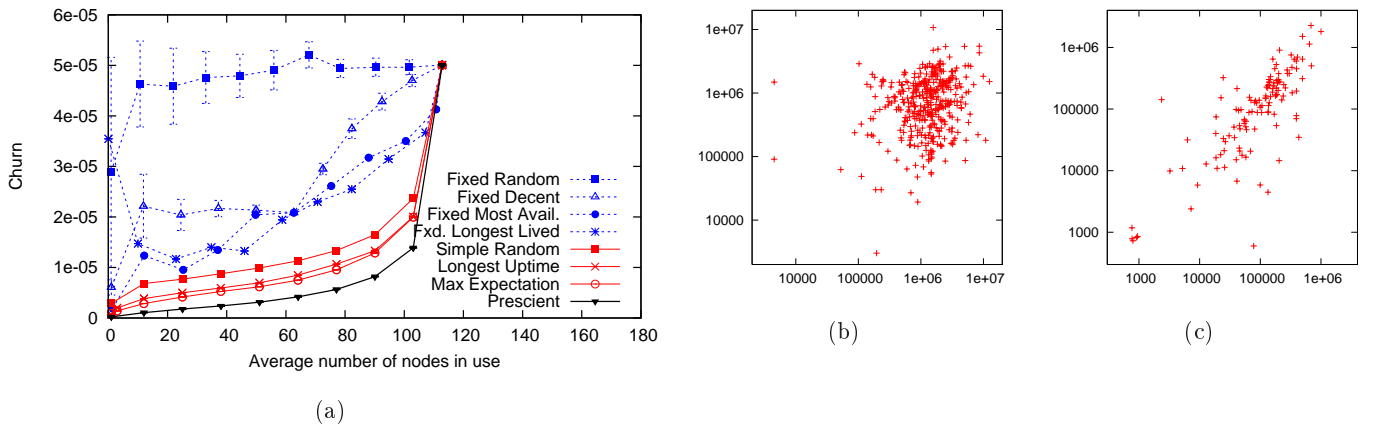 6e-05
5e-05
4e-05
3e-05
2e-05
1e-05
0
Churn
0 20 40 60 80 100 120 140 160 180
Average number of nodes in use
Fixed Random
Fixed Decent
Fixed Most Avail.
Fxd. Longest Lived
Simple Random
Longest Uptime
Max Expectation
Prescient
(a)
1e+07
1e+06
100000
10000
10000 100000 1e+06 1e+07
(b)
1e+06
100000
10000
1000
1000 10000 100000 1e+06
(c)